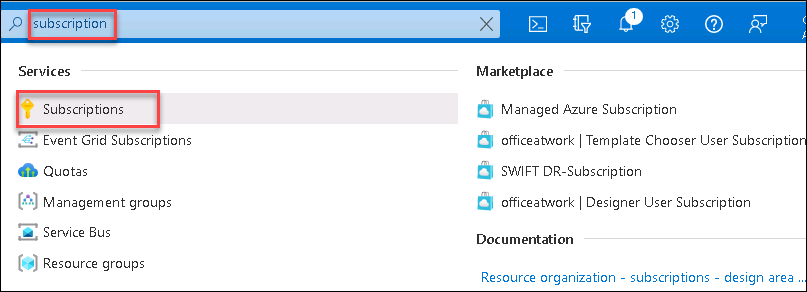 subscription
1
Services
Subscriptions
Event Grid Subscriptions
Quotas
Management groups
Service Bus
Resource groups
Marketplace
Managed Azure Subscription
officeatwork | Template Chooser User Subscription
SWIFT DR-Subscription
officeatwork | Designer User Subscription
Documentation
Resource organization - subscriptions - design area ...